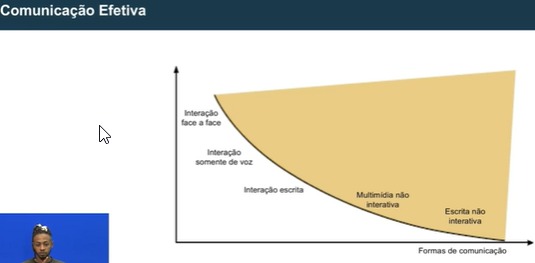 Comunicação Efetiva
Interação
face a face
Interação
somente de voz
Interação escrita
Multimídia não
interativa
Escrita não
interativa
Formas de comunicação